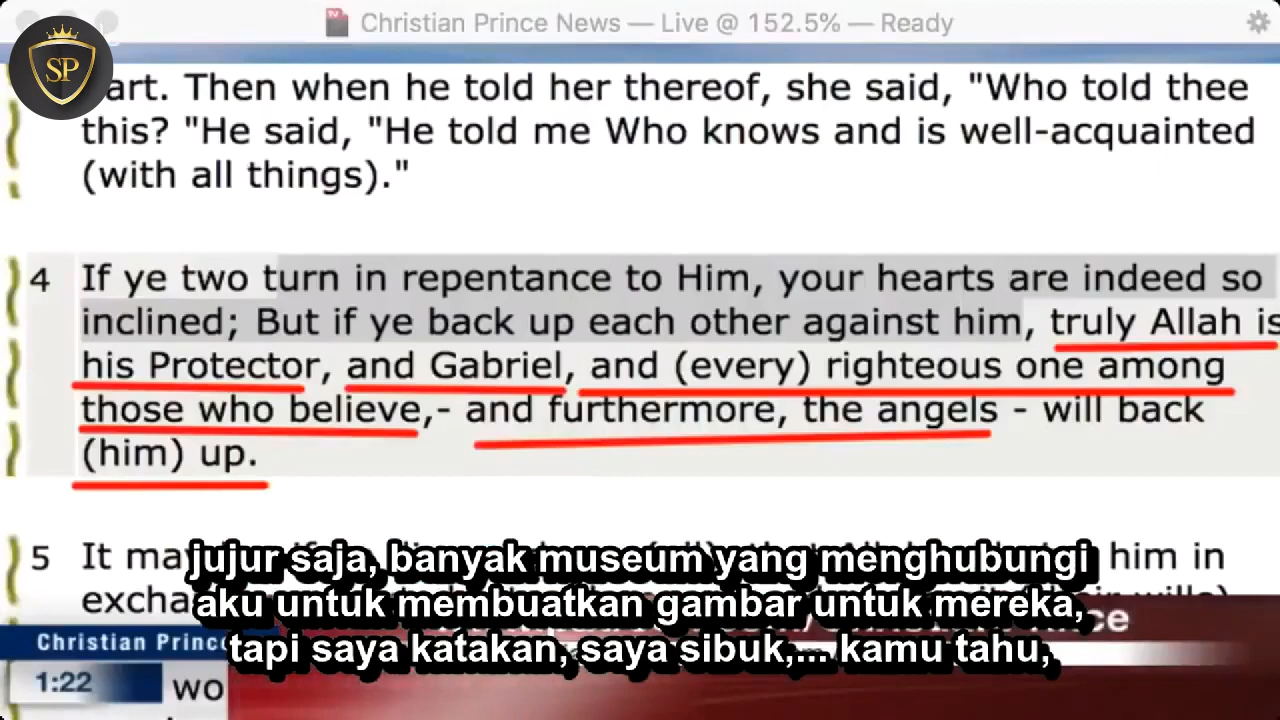 Christian Prince News — Live @ 152.5% — Ready
SP
art. Then when he told her thereof, she said, "Who told thee
this? "He said, "He told me Who knows and is well-acquainted
(with all things)."
4 If ye two turn in repentance to Him, your hearts are indeed so
inclined; But if ye back up each other against him, truly Allah is
his Protector, and Gabriel, and (every) righteous one among
those who believe,- and furthermore, the angels - will back
(him) up.
5 It may him in
jujur saja, banyak museum yang menghubungi
excha
aku untuk membuatkan gambar untuk mereka,
Christian Princ
tapi saya katakan, saya sibuk,... kamu tahu,
1:22
wo